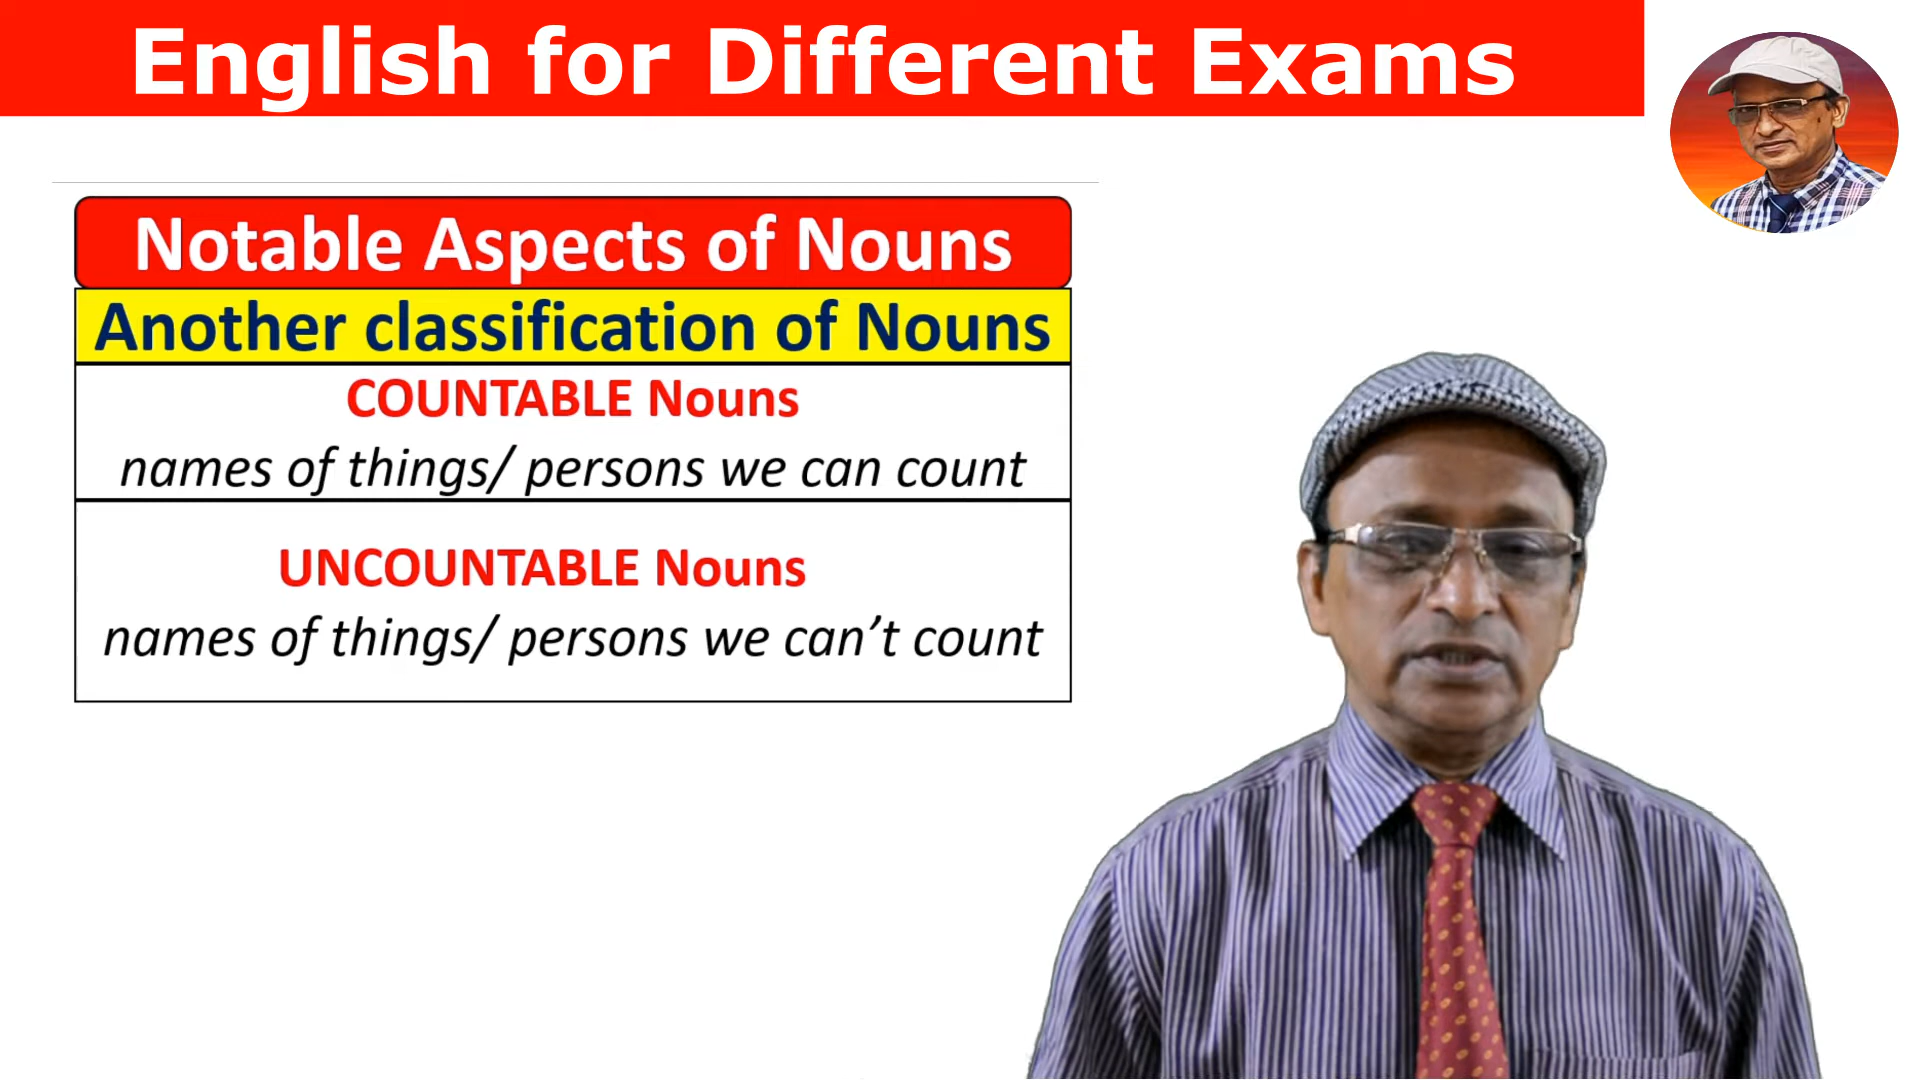 English for Different Exams
Notable Aspects of Nouns
Another classification of Nouns
COUNTABLE Nouns
names of things/ persons we can count
UNCOUNTABLE Nouns
names of things/ persons we can’t count